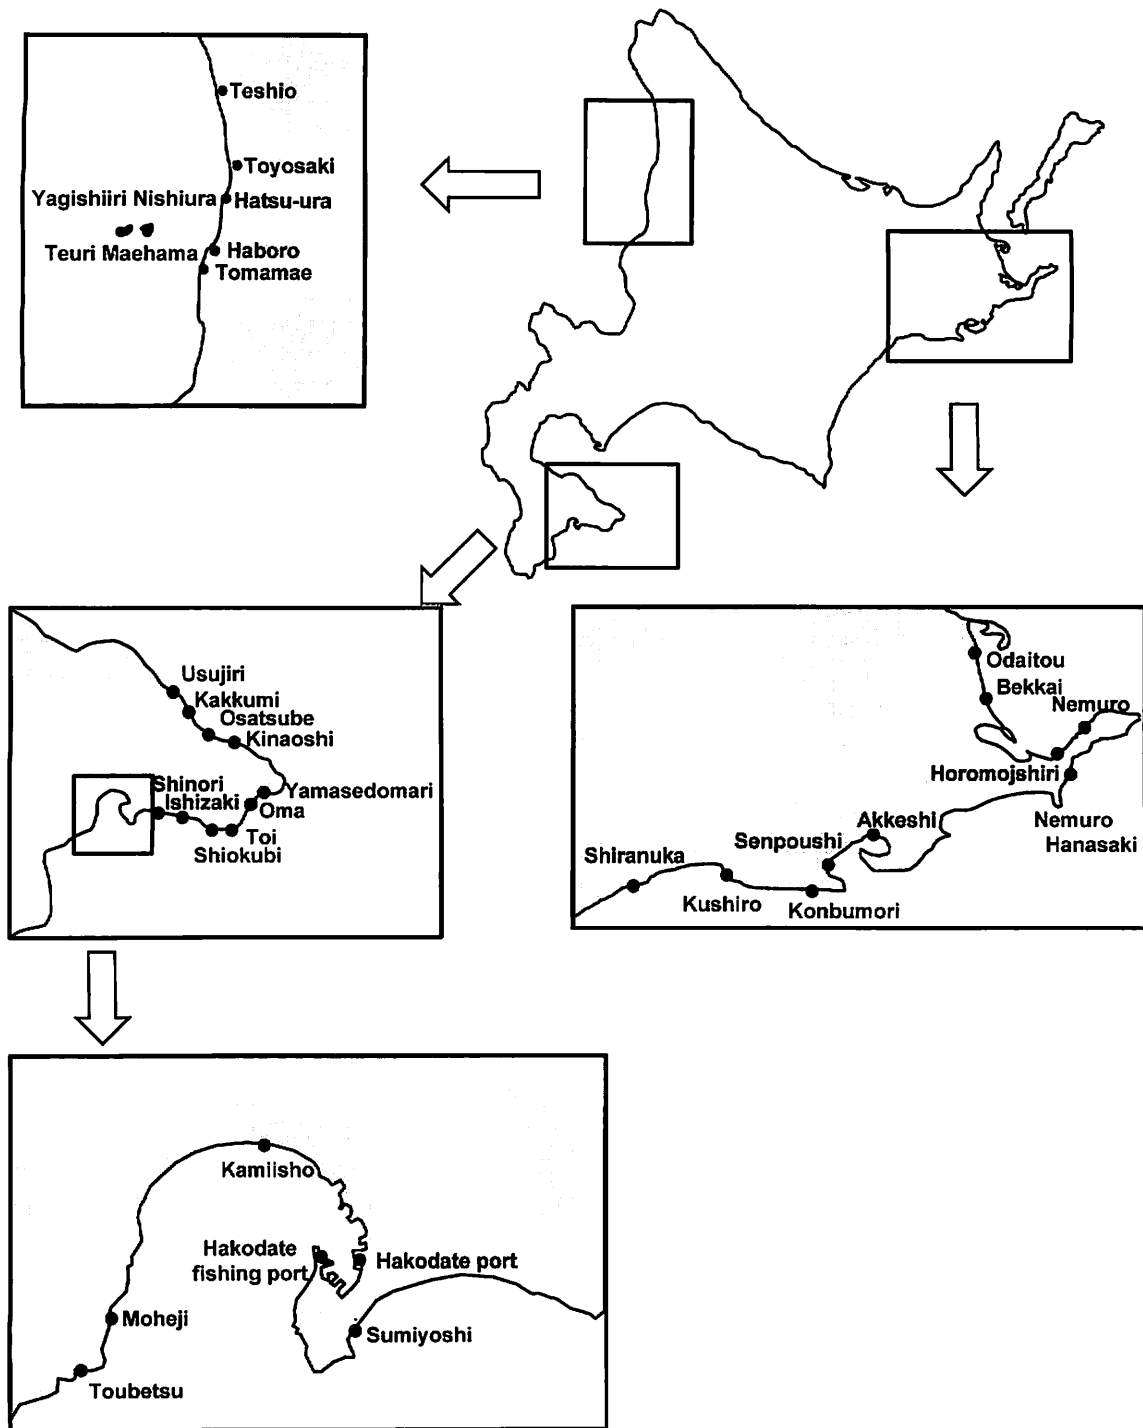 Teshio
Toyosaki
Yagishiiri Nishiura
Hatsu-ura
Teuri Maehama
Haboro
Tomamae
Usujiri
Kakkumi
Osatsube
Kinaoshi
Shinori
Ishizaki
Yamasedomari
Oma
Toi
Shiokubi
Odaitou
Bekkai
Nemuro
Horomojshiri
Nemuro
Hanasaki
Akkeshi
Senpoushi
Shiranuka
Kushiro
Konbumori
Kamiisho
Hakodate
fishing port
Hakodate port
Moheji
Sumiyoshi
Toubetsu